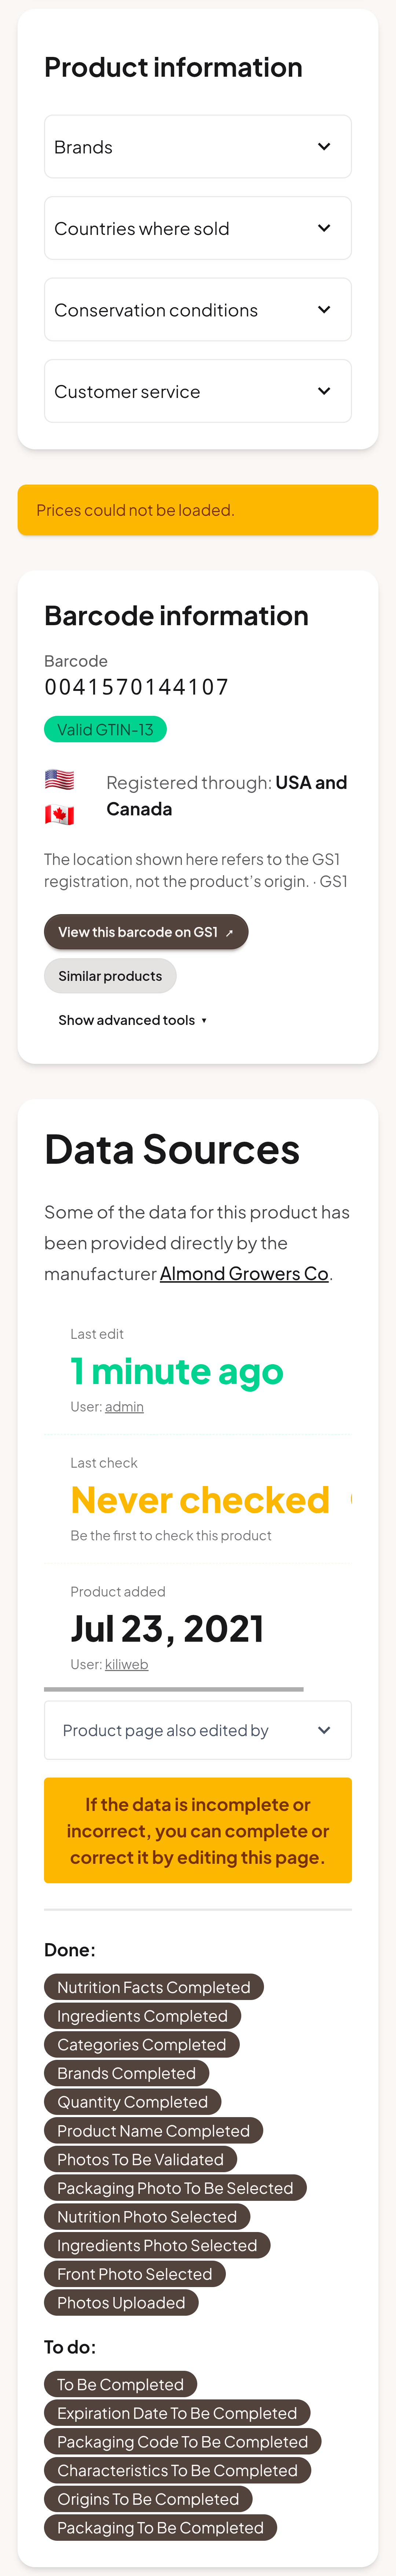 Product information
Brands
Countries where sold
Conservation conditions
Customer service
Prices could not be loaded.
Barcode information
Barcode
0041570144107
Valid GTIN-13
Registered through: USA and
Canada
The location shown here refers to the GS1
registration, not the product's origin. · GS1
View this barcode on GS1 ↗
Similar products
Show advanced tools ▾
Data Sources
Some of the data for this product has
been provided directly by the
manufacturer Almond Growers Co.
Last edit
1 minute ago
User: admin
Last check
Never checked
Be the first to check this product
Product added
Jul 23, 2021
User: kiliweb
Product page also edited by
If the data is incomplete or
incorrect, you can complete or
correct it by editing this page.
Done:
Nutrition Facts Completed
Ingredients Completed
Categories Completed
Brands Completed
Quantity Completed
Product Name Completed
Photos To Be Validated
Packaging Photo To Be Selected
Nutrition Photo Selected
Ingredients Photo Selected
Front Photo Selected
Photos Uploaded
To do:
To Be Completed
Expiration Date To Be Completed
Packaging Code To Be Completed
Characteristics To Be Completed
Origins To Be Completed
Packaging To Be Completed